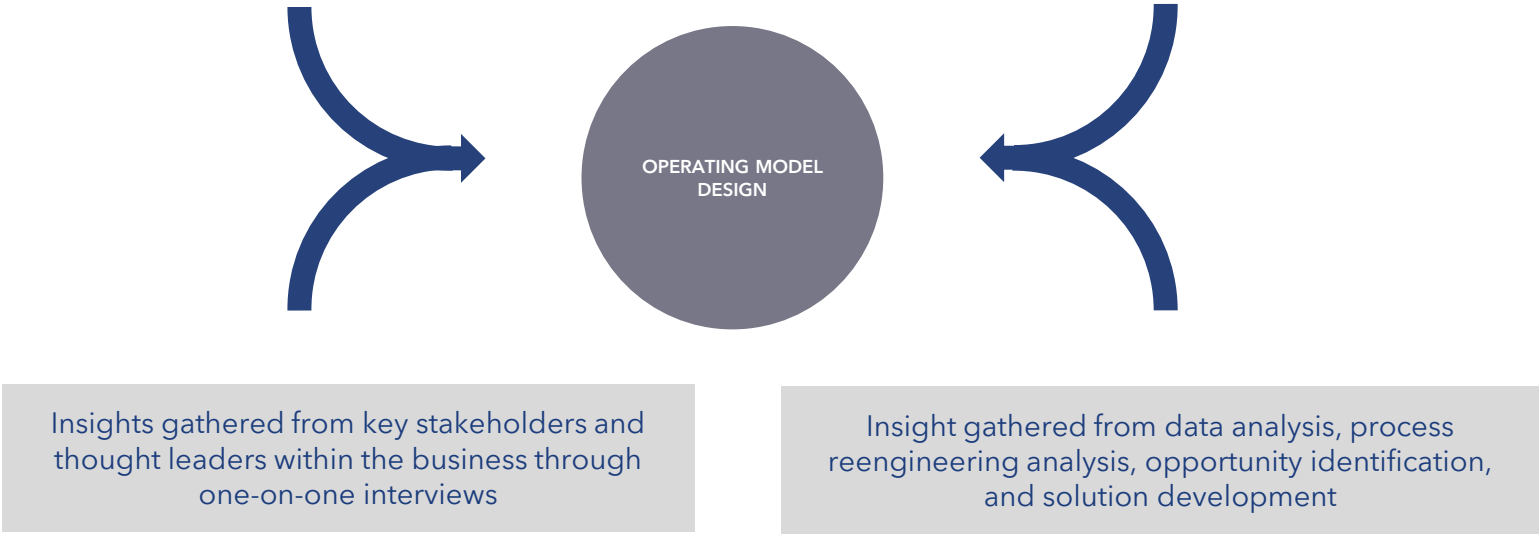 OPERATING MODEL
DESIGN
Insights gathered from key stakeholders and
thought leaders within the business through
one-on-one interviews
Insight gathered from data analysis, process
reengineering analysis, opportunity identification,
and solution development